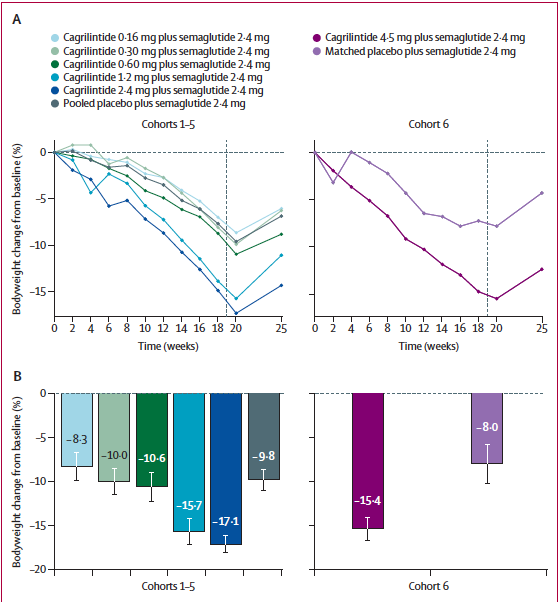 A
Cagrilintide 0·16 mg plus semaglutide 2·4 mg
Cagrilintide 0·30 mg plus semaglutide 2·4 mg
Cagrilintide 0·60 mg plus semaglutide 2·4 mg
Cagrilintide 1·2 mg plus semaglutide 2·4 mg
Cagrilintide 2·4 mg plus semaglutide 2·4 mg
Pooled placebo plus semaglutide 2·4 mg
Cagrilintide 4·5 mg plus semaglutide 2·4 mg
Matched placebo plus semaglutide 2·4 mg
Cohorts 1–5
Cohort 6
Bodyweight change from baseline (%)
0
–5
–10
–15
0 2 4 6 8 10 12 14 16 18 20 25
Time (weeks)
0 2 4 6 8 10 12 14 16 18 20 25
Time (weeks)
B
Bodyweight change from baseline (%)
0
–5
–10
–15
–20
–8·3
–10·0
–10·6
–15·7
–17·1
–9·8
–15·4
–8·0
Cohorts 1–5
Cohort 6